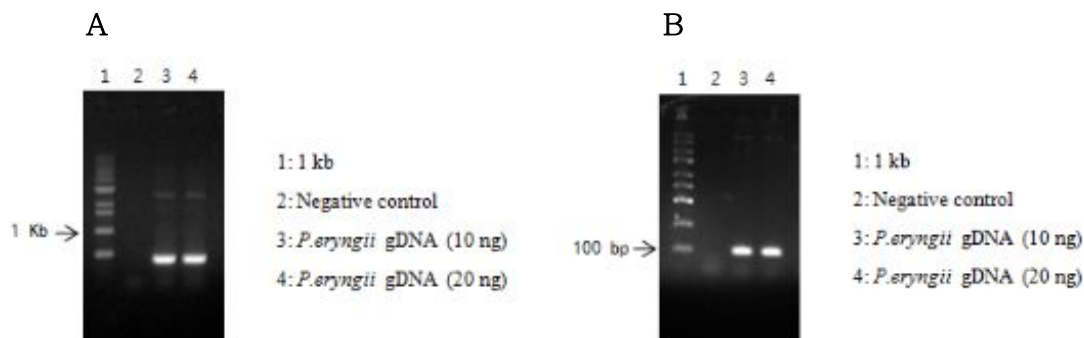 A
B
1 2 3 4
1 2 3 4
1: 1 kb
2: Negative control
3: P.eryngii gDNA (10 ng)
4: P.eryngii gDNA (20 ng)
1 Kb
1: 1 kb
2: Negative control
3: P.eryngii gDNA (10 ng)
4: P.eryngii gDNA (20 ng)
100 bp